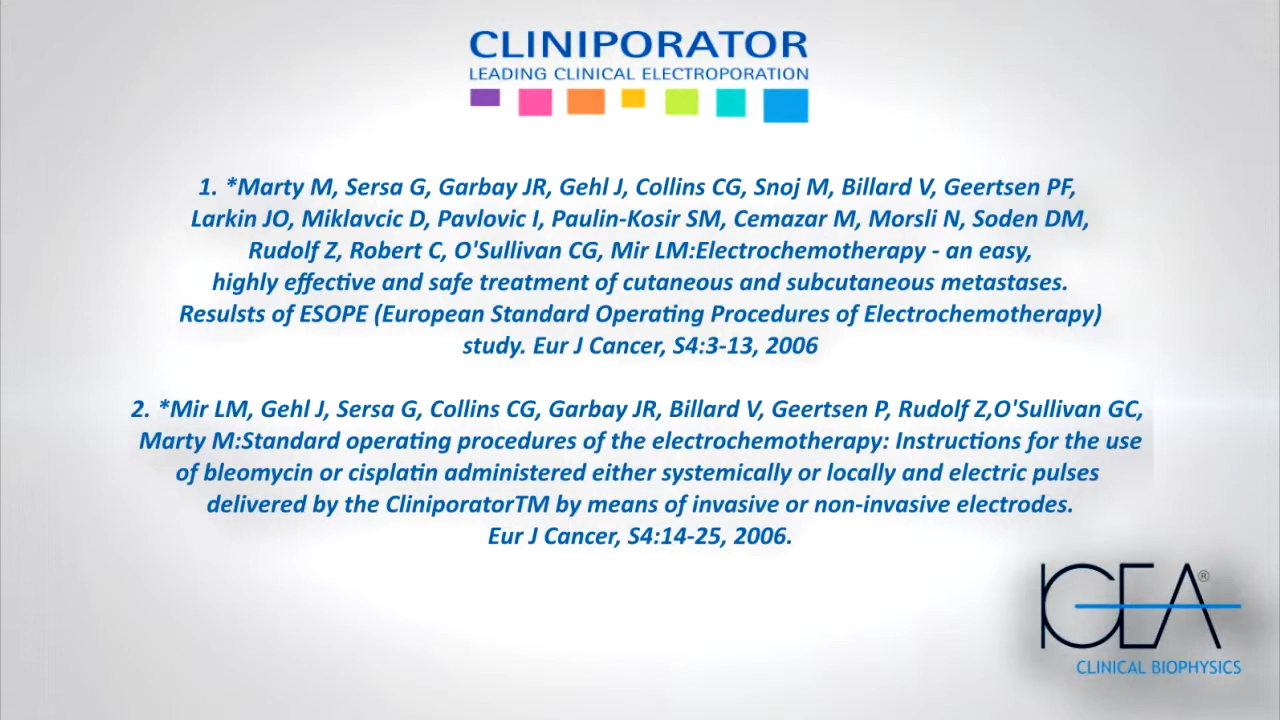 CLINIPORATOR
LEADING CLINICAL ELECTROPORATION
1. *Marty M, Sersa G, Garbay JR, Gehl J, Collins CG, Snoj M, Billard V, Geertsen PF,
Larkin JO, Miklavcic D, Pavlovic I, Paulin-Kosir SM, Cemazar M, Morsli N, Soden DM,
Rudolf Z, Robert C, O'Sullivan CG, Mir LM:Electrochemotherapy - an easy,
highly effective and safe treatment of cutaneous and subcutaneous metastases.
Resulsts of ESOPE (European Standard Operating Procedures of Electrochemotherapy)
study. Eur J Cancer, S4:3-13, 2006
2. *Mir LM, Gehl J, Sersa G, Collins CG, Garbay JR, Billard V, Geertsen P, Rudolf Z,O'Sullivan GC,
Marty M:Standard operating procedures of the electrochemotherapy: Instructions for the use
of bleomycin or cisplatin administered either systemically or locally and electric pulses
delivered by the CliniporatorTM by means of invasive or non-invasive electrodes.
Eur J Cancer, S4:14-25, 2006.
IGEA®
CLINICAL BIOPHYSICS